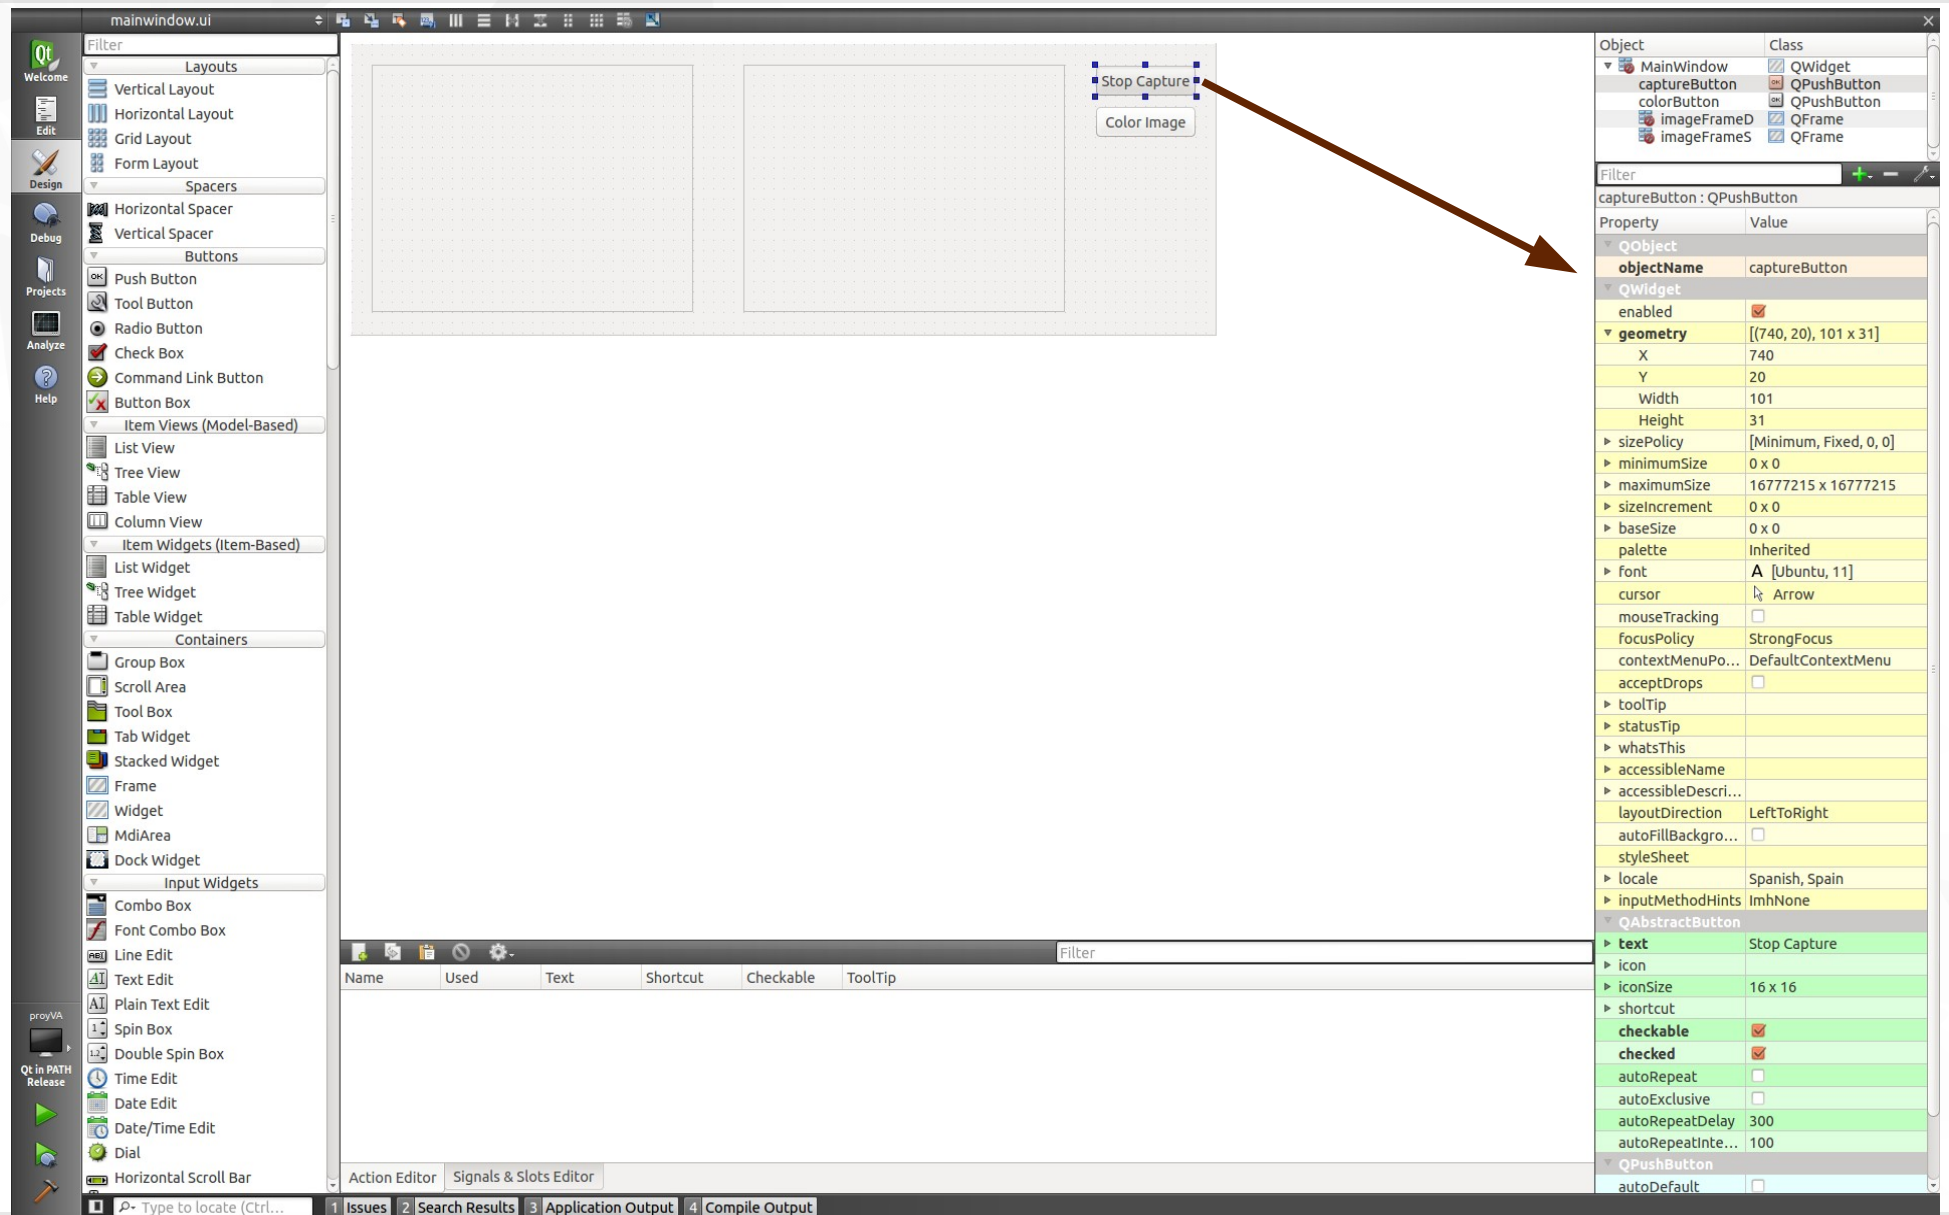 mainwindow.ui
Qt
Welcome
Edit
Design
Debug
Projects
Analyze
Help
proyVA
Qt in PATH
Release
Filter
Layouts
Vertical Layout
Horizontal Layout
Grid Layout
Form Layout
Spacers
Horizontal Spacer
Vertical Spacer
Buttons
Push Button
Tool Button
Radio Button
Check Box
Command Link Button
Button Box
Item Views (Model-Based)
List View
Tree View
Table View
Column View
Item Widgets (Item-Based)
List Widget
Tree Widget
Table Widget
Containers
Group Box
Scroll Area
Tool Box
Tab Widget
Stacked Widget
Frame
Widget
MdiArea
Dock Widget
Input Widgets
Combo Box
Font Combo Box
Line Edit
Text Edit
Plain Text Edit
Spin Box
Double Spin Box
Time Edit
Date Edit
Date/Time Edit
Dial
Horizontal Scroll Bar
Stop Capture
Color Image
Filter
Name Used Text Shortcut Checkable ToolTip
Action Editor Signals & Slots Editor
Object Class
MainWindow QWidget
captureButton QPushButton
colorButton QPushButton
imageFrameD QFrame
imageFrameS QFrame
Filter
captureButton : QPushButton
Property Value
QObject
objectName captureButton
QWidget
enabled
geometry [(740, 20), 101 x 31]
X 740
Y 20
Width 101
Height 31
sizePolicy [Minimum, Fixed, 0, 0]
minimumSize 0 x 0
maximumSize 16777215 x 16777215
sizeIncrement 0 x 0
baseSize 0 x 0
palette Inherited
font A [Ubuntu, 11]
cursor Arrow
mouseTracking
focusPolicy StrongFocus
contextMenuPo... DefaultContextMenu
acceptDrops
toolTip
statusTip
whatsThis
accessibleName
accessibleDescri...
layoutDirection LeftToRight
autoFillBackgro...
styleSheet
locale Spanish, Spain
inputMethodHints ImhNone
QAbstractButton
text Stop Capture
icon
iconSize 16 x 16
shortcut
checkable
checked
autoRepeat
autoExclusive
autoRepeatDelay 300
autoRepeatInte... 100
QPushButton
autoDefault
Type to locate (Ctrl... 1 Issues 2 Search Results 3 Application Output 4 Compile Output